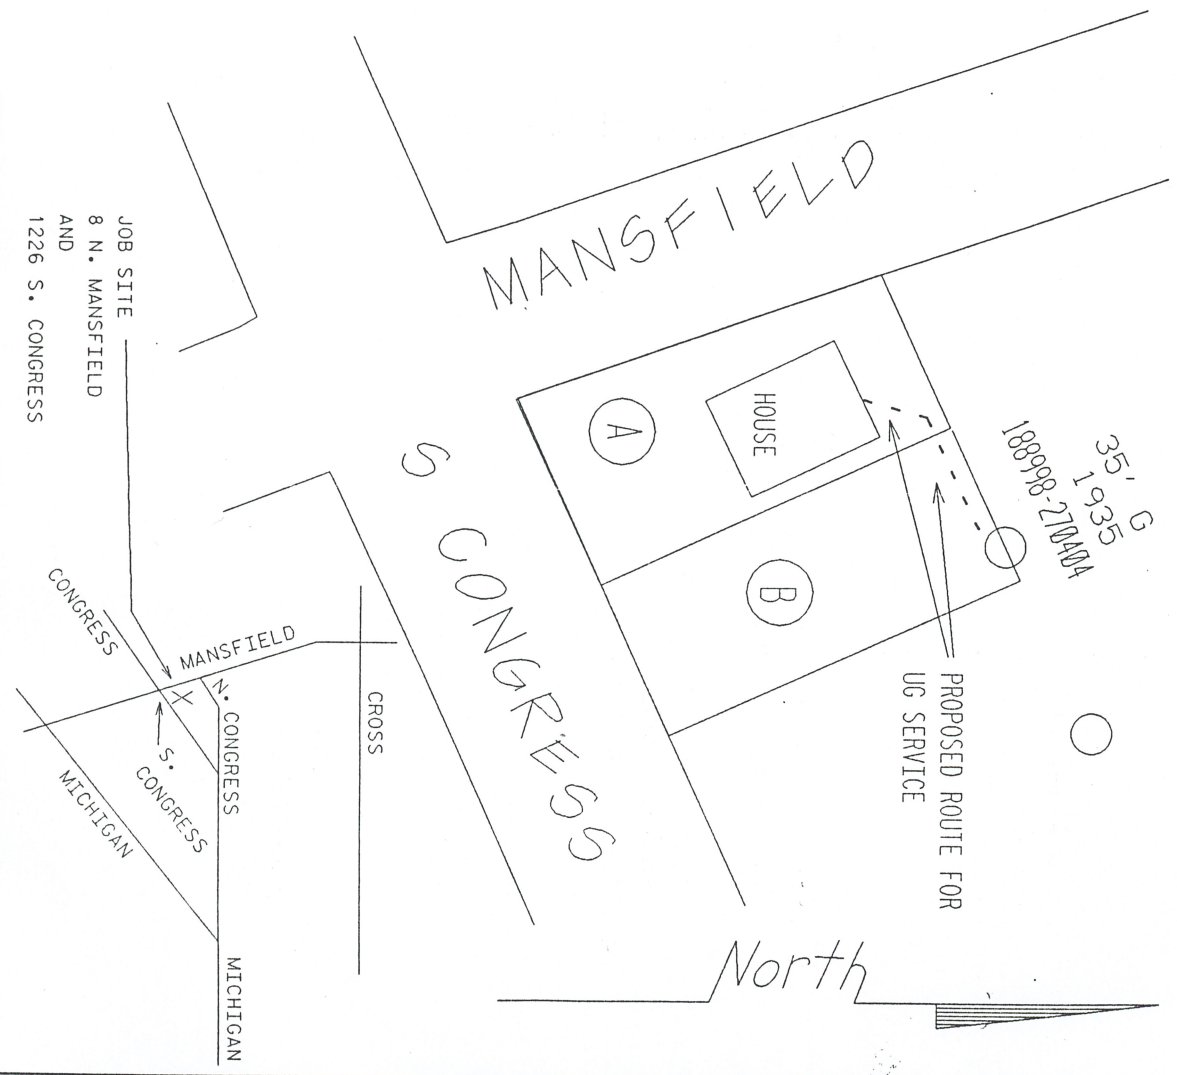 MANSFIELD
HOUSE
A
B
35' G
1935
188998-270404
PROPOSED ROUTE FOR
UG SERVICE
S CONGRESS
JOB SITE
8 N. MANSFIELD
AND
1226 S. CONGRESS
CONGRESS
MANSFIELD
X
N. CONGRESS
S.
CONGRESS
CROSS
MICHIGAN
MICHIGAN
North